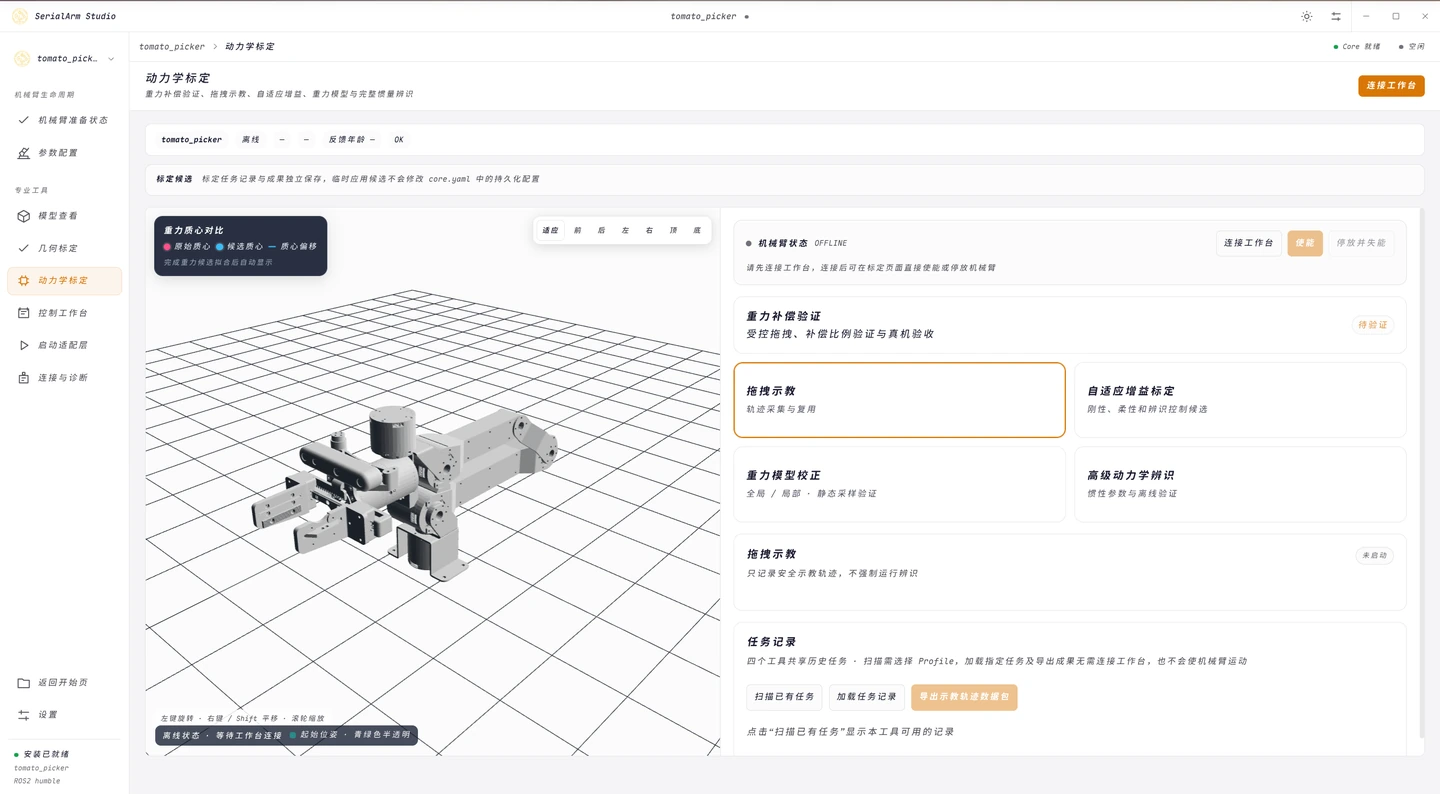 SerialArm Studio
tomato_picker
tomato_pick…
机械臂生命周期
机械臂准备状态
参数配置
专业工具
模型查看
几何标定
动力学标定
控制工作台
启动适配层
连接与诊断
返回开始页
设置
安装已就绪
tomato_picker
ROS2 humble
tomato_picker > 动力学标定
Core 就绪 空闲
动力学标定
重力补偿验证、拖拽示教、自适应增益、重力模型与完整惯量辨识
连接工作台
tomato_picker 离线 — — 反馈年龄 — OK
标定候选 标定任务记录与成果独立保存，临时应用候选不会修改 core.yaml 中的持久化配置
重力质心对比
原始质心 候选质心 质心偏移
完成重力候选拟合后自动显示
适应 前 后 左 右 顶 底
左键旋转 · 右键 / Shift 平移 · 滚轮缩放
离线状态 · 等待工作台连接 起始位姿 · 青绿色半透明
机械臂状态 OFFLINE
连接工作台 使能 停放并失能
请先连接工作台，连接后可在标定页面直接使能或停放机械臂
重力补偿验证
受控拖拽、补偿比例验证与真机验收
待验证
拖拽示教
轨迹采集与复用
自适应增益标定
刚性、柔性和辨识控制候选
重力模型校正
全局 / 局部 · 静态采样验证
高级动力学辨识
惯性参数与离线验证
拖拽示教
只记录安全示教轨迹，不强制运行辨识
未启动
任务记录
四个工具共享历史任务 · 扫描需选择 Profile，加载指定任务及导出成果无需连接工作台，也不会使机械臂运动
扫描已有任务 加载任务记录 导出示教轨迹数据包
点击“扫描已有任务”显示本工具可用的记录